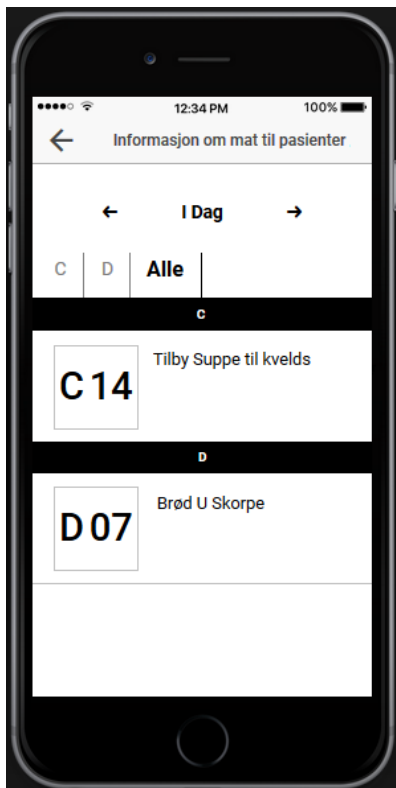 12:34 PM 100%
Informasjon om mat til pasienter
← I Dag →
C D Alle
C
C 14 Tilby Suppe til kvelds
D
D 07 Brød U Skorpe